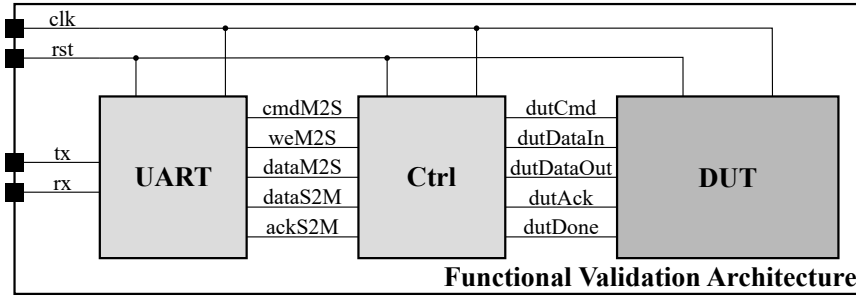 clk
rst
tx
rx
UART
cmdM2S
weM2S
dataM2S
dataS2M
ackS2M
Ctrl
dutCmd
dutDataIn
dutDataOut
dutAck
dutDone
DUT
Functional Validation Architecture